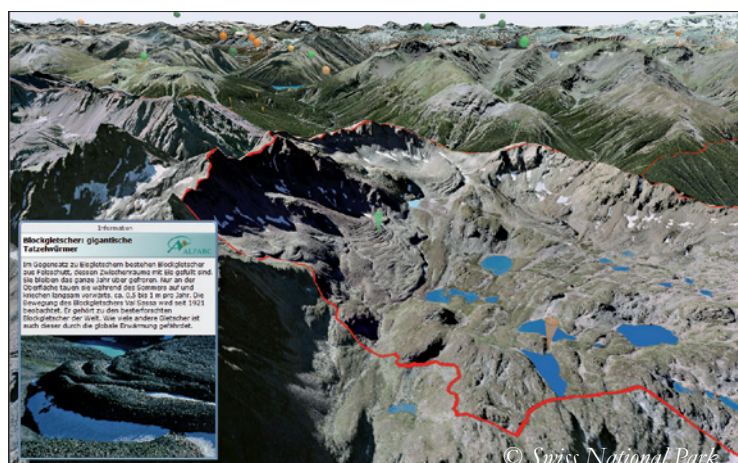 Information
Blockgletscher: gigantische
Tatzelwürmer
ALPARC
Im Gegensatz zu Eisgletschern bestehen Blockgletscher
aus Felsschutt, dessen Zwischenräume mit Eis gefüllt sind.
Sie bleiben das ganze Jahr über gefroren. Nur an der
Oberfläche tauen sie während des Sommers auf und
kriechen langsam vorwärts, ca. 0,5 bis 1 m pro Jahr. Die
Bewegung des Blockgletschers Val Sassa wird seit 1921
beobachtet. Er gehört zu den besterforschten
Blockgletscher der Welt. Wie viele andere Gletscher ist
auch dieser durch die globale Erwärmung gefährdet.
© Swiss National Park